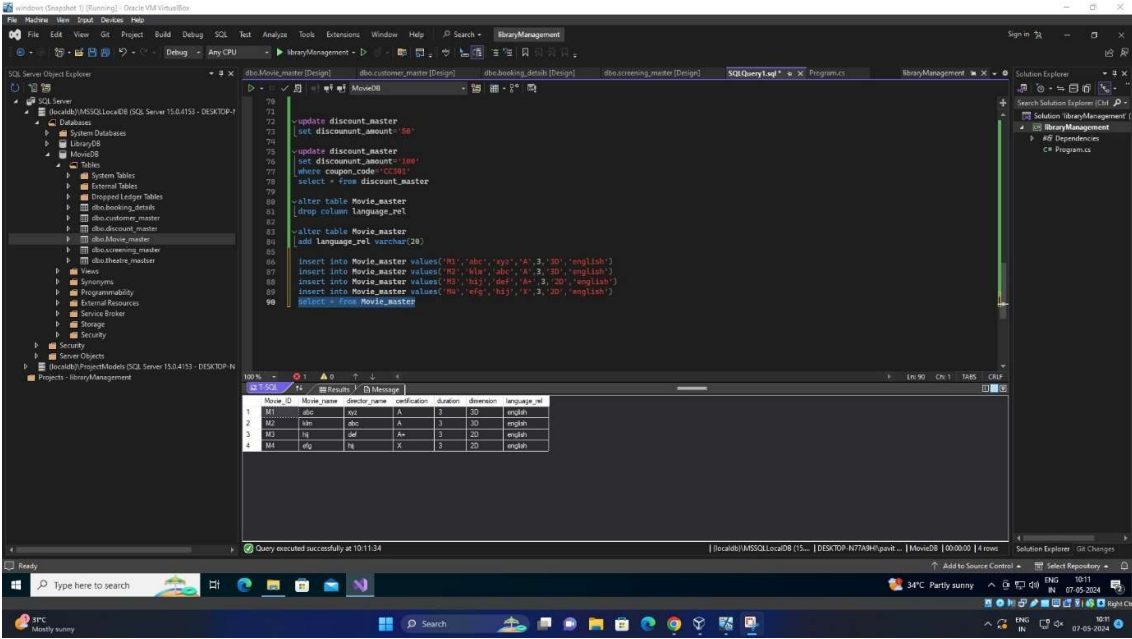 windows (Snapshot 1) [Running] - Oracle VM VirtualBox
File Machine View Input Devices Help
File Edit View Git Project Build Debug SQL Test Analyze Tools Extensions Window Help Search libraryManagement Sign in
Debug Any CPU libraryManagement
SQL Server Object Explorer
dbo.Movie_master [Design] dbo.customer_master [Design] dbo.booking_details [Design] dbo.screening_master [Design] SQLQuery1.sql * Program.cs libraryManagement
Solution Explorer
MovieDB
Search Solution Explorer (Ctrl
Solution 'libraryManagement' (
libraryManagement
Dependencies
C# Program.cs
SQL Server
(localdb)\MSSQLLocalDB (SQL Server 15.0.4153 - DESKTOP-
Databases
System Databases
LibraryDB
MovieDB
Tables
System Tables
External Tables
Dropped Ledger Tables
dbo.booking_details
dbo.customer_master
dbo.discount_master
dbo.Movie_master
dbo.screening_master
dbo.theatre_mastser
Views
Synonyms
Programmability
External Resources
Service Broker
Storage
Security
Security
Server Objects
(localdb)\ProjectModels (SQL Server 15.0.4153 - DESKTOP-N
Projects - libraryManagement
70
71
72 update discount_master
73 set discoununt_amount='50'
74
75 update discount_master
76 set discoununt_amount='100'
77 where coupon_code='CC301'
78 select * from discount_master
79
80 alter table Movie_master
81 drop column language_rel
82
83 alter table Movie_master
84 add language_rel varchar(20)
85
86 insert into Movie_master values('M1','abc','xyz','A',3,'3D','english')
87 insert into Movie_master values('M2','klm','abc','A',3,'3D','english')
88 insert into Movie_master values('M3','hij','def','A+',3,'2D','english')
89 insert into Movie_master values('M4','efg','hij','X',3,'2D','english')
90 select * from Movie_master
100 % 1 0 Ln: 90 Ch: 1 TABS CRLF
T-SQL Results Message
Movie_ID Movie_name director_name certification duration dimension language_rel
1 M1 abc xyz A 3 3D english
2 M2 klm abc A 3 3D english
3 M3 hij def A+ 3 2D english
4 M4 efg hij X 3 2D english
Query executed successfully at 10:11:34 (localdb)\MSSQLLocalDB (15.... DESKTOP-N77A9HI\pavit ... MovieDB 00:00:00 4 rows
Solution Explorer Git Changes
Ready Add to Source Control Select Repository
Type here to search 34°C Partly sunny ENG IN 10:11 07-05-2024
Right Ct
31°C
Mostly sunny
Search
ENG IN 10:11 07-05-2024